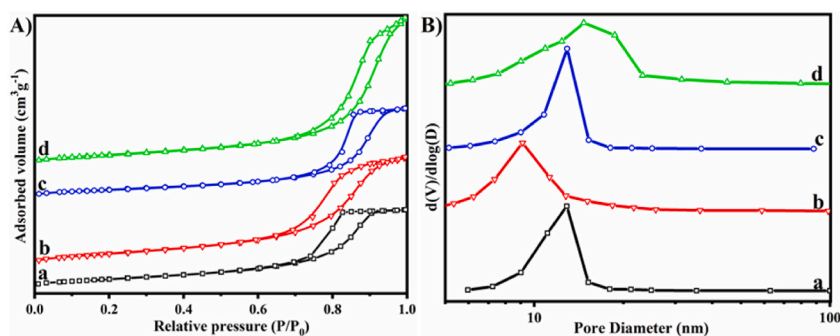 A)
Adsorbed volume (cm³g⁻¹)
d
c
b
a
0.0 0.2 0.4 0.6 0.8 1.0
Relative pressure (P/P₀)
B)
d(V)/dlog(D)
d
c
b
a
10 100
Pore Diameter (nm)